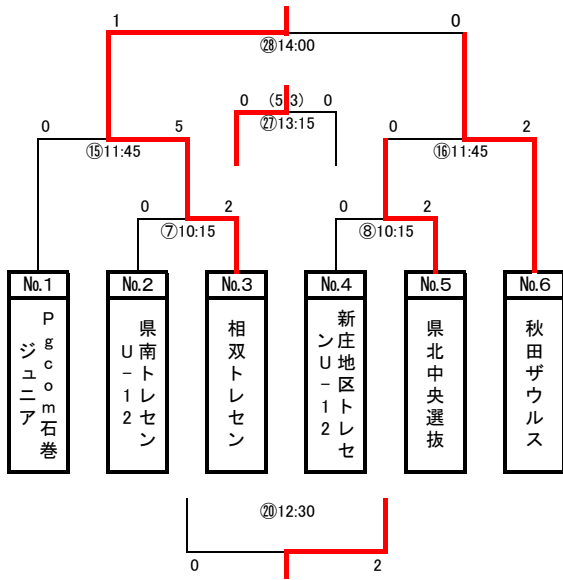 1 0
㉘14:00
0 (5 3) 0
㉗13:15
0 5 0 2
⑮11:45 ⑯11:45
0 2 0 2
⑦10:15 ⑧10:15
№.1 №.2 №.3 №.4 №.5 №.6
Pgcom石巻
ジュニア
県南トレセン
U-12
相双トレセン
新庄地区トレセ
ンU-12
県北中央選抜
秋田ザウルス
⑳12:30
0 2